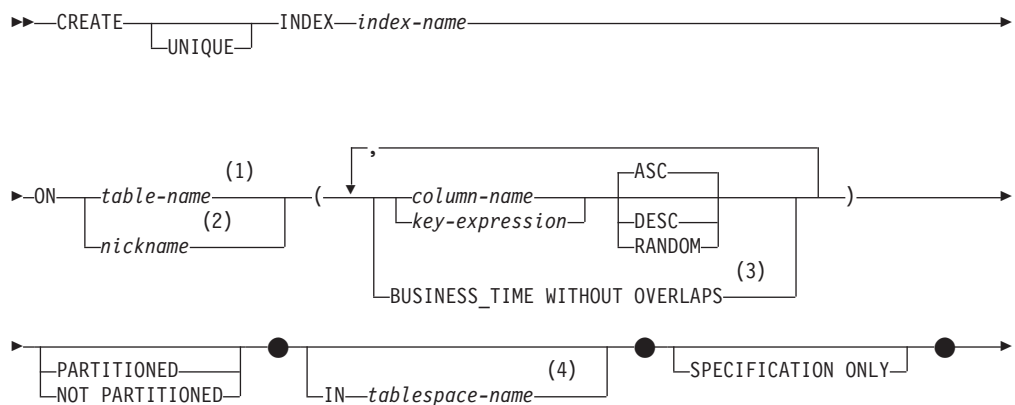 CREATE UNIQUE INDEX index-name
ON table-name (1) nickname (2) ( , column-name key-expression ASC DESC RANDOM BUSINESS_TIME WITHOUT OVERLAPS (3) )
PARTITIONED NOT PARTITIONED IN tablespace-name (4) SPECIFICATION ONLY